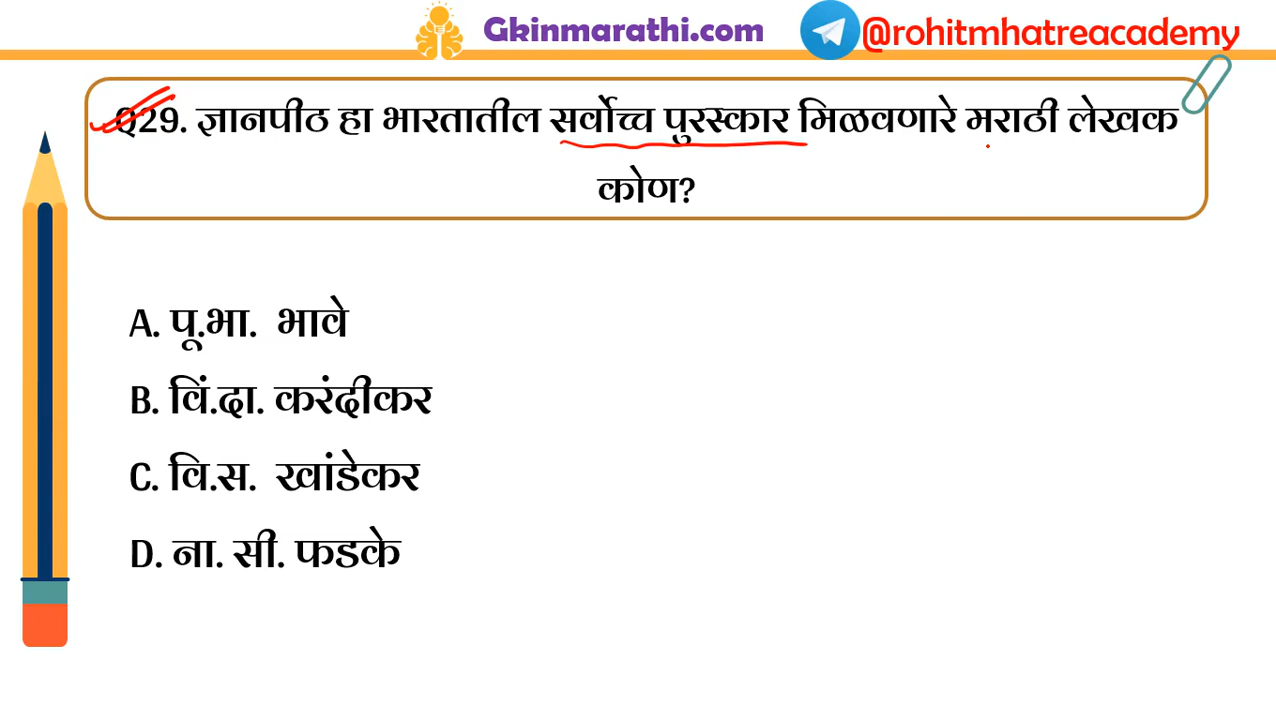 Gkinmarathi.com
@rohitmhatreacademy
Q29. ज्ञानपीठ हा भारतातील सर्वोच्च पुरस्कार मिळवणारे मराठी लेखक
कोण?
A. पू.भा. भावे
B. विं.दा. करंदीकर
C. वि.स. खांडेकर
D. ना. सी. फडके